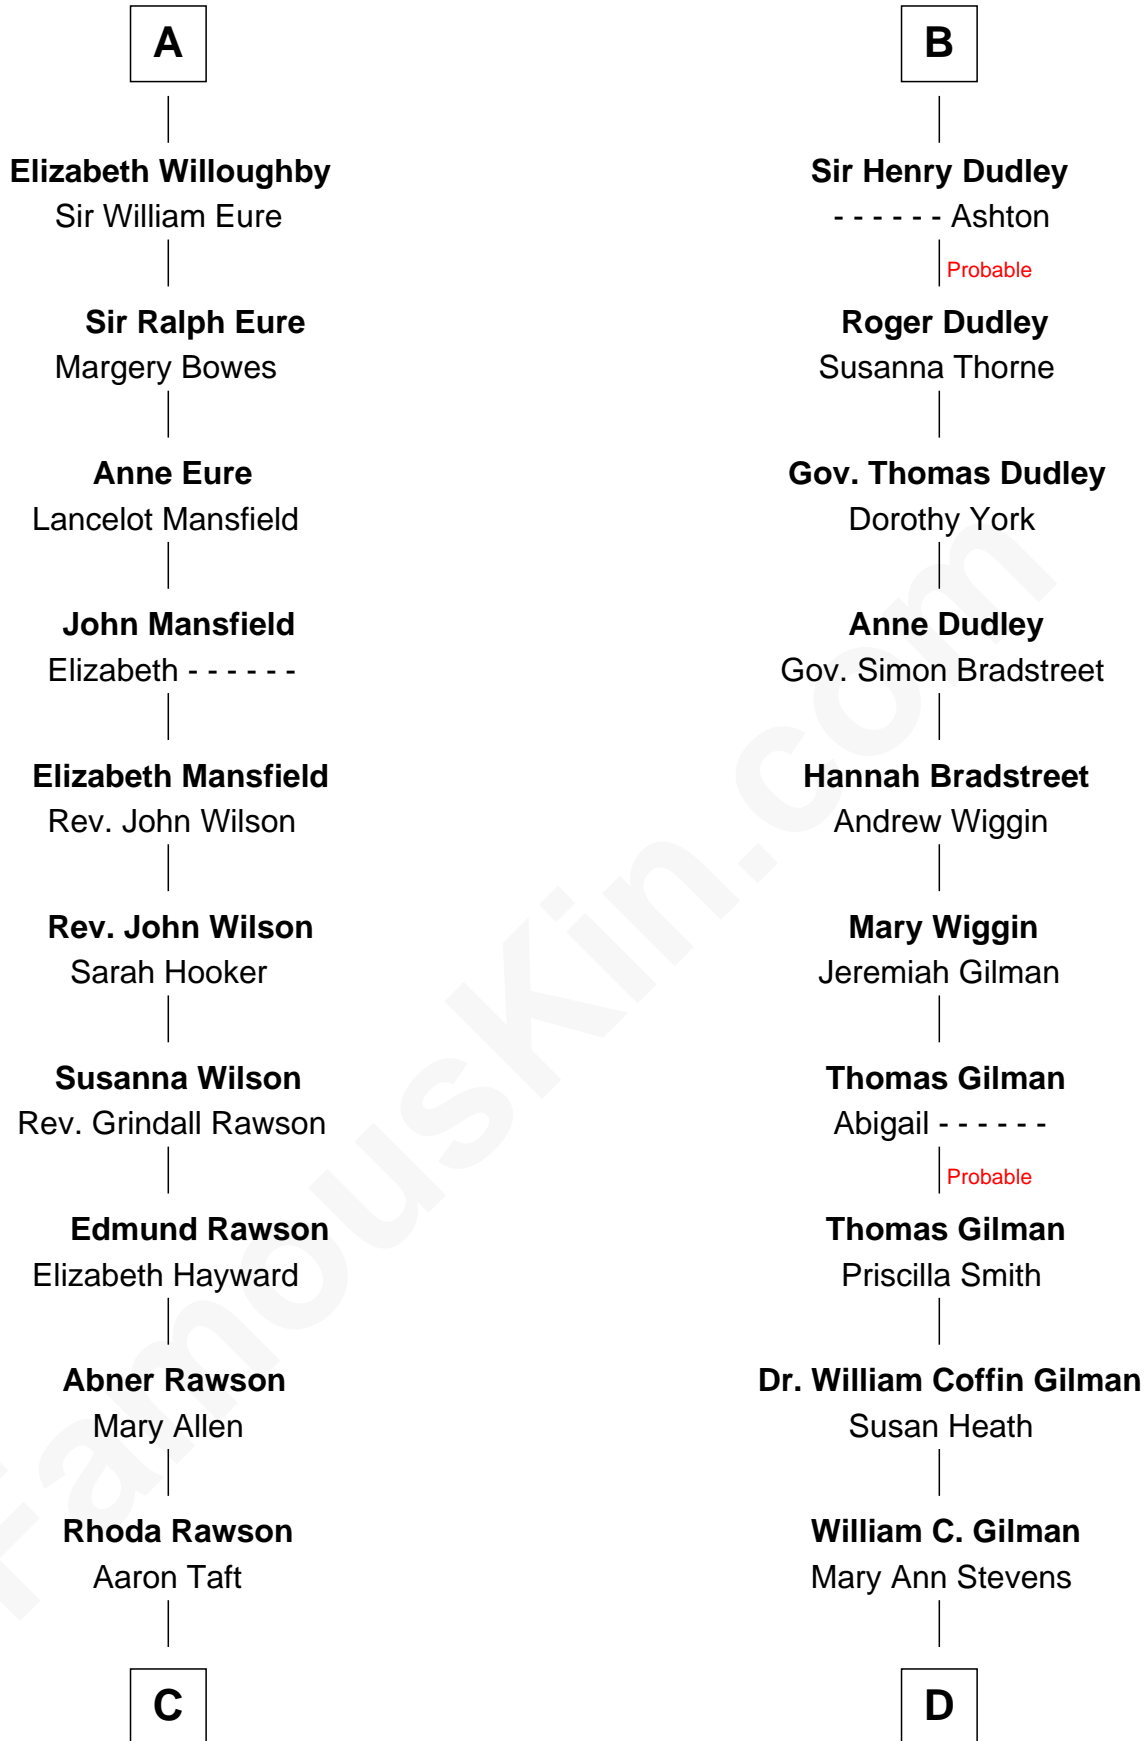 A
Elizabeth Willoughby
Sir William Eure
Sir Ralph Eure
Margery Bowes
Anne Eure
Lancelot Mansfield
John Mansfield
Elizabeth - - - - - -
Elizabeth Mansfield
Rev. John Wilson
Rev. John Wilson
Sarah Hooker
Susanna Wilson
Rev. Grindall Rawson
Edmund Rawson
Elizabeth Hayward
Abner Rawson
Mary Allen
Rhoda Rawson
Aaron Taft
C
B
Sir Henry Dudley
- - - - - - Ashton
Probable
Roger Dudley
Susanna Thorne
Gov. Thomas Dudley
Dorothy York
Anne Dudley
Gov. Simon Bradstreet
Hannah Bradstreet
Andrew Wiggin
Mary Wiggin
Jeremiah Gilman
Thomas Gilman
Abigail - - - - - -
Probable
Thomas Gilman
Priscilla Smith
Dr. William Coffin Gilman
Susan Heath
William C. Gilman
Mary Ann Stevens
D
FamousKin.com